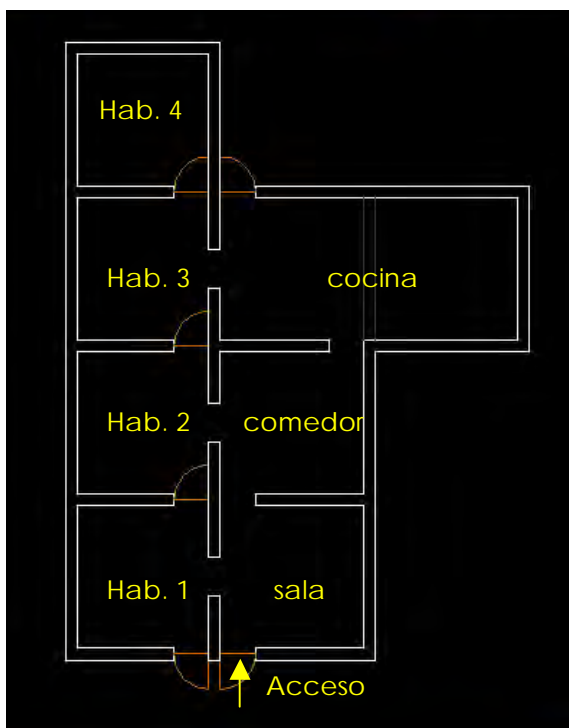 Hab. 4
Hab. 3
cocina
Hab. 2
comedor
Hab. 1
sala
Acceso